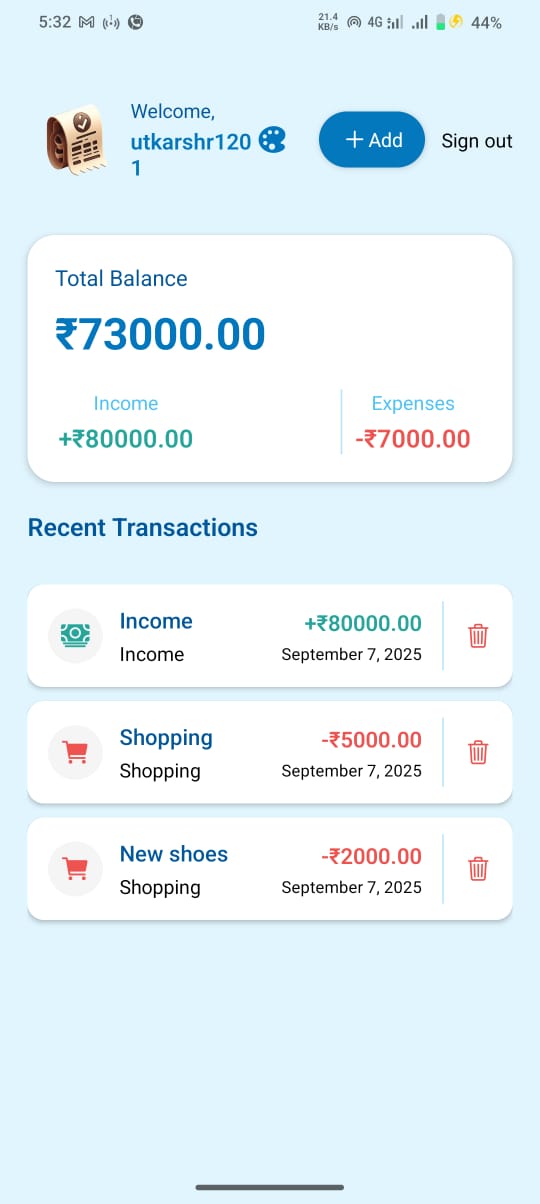 5:32 21.4 KB/s 4G 44%
Welcome,
utkarshr120
1
+ Add
Sign out
Total Balance
₹73000.00
Income Expenses
+₹80000.00 -₹7000.00
Recent Transactions
Income +₹80000.00
Income September 7, 2025
Shopping -₹5000.00
Shopping September 7, 2025
New shoes -₹2000.00
Shopping September 7, 2025